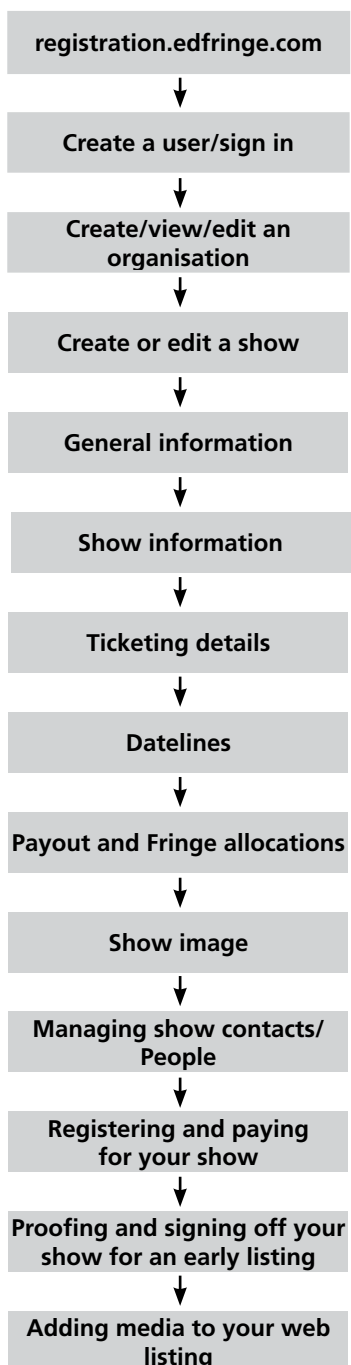 registration.edfringe.com
Create a user/sign in
Create/view/edit an
organisation
Create or edit a show
General information
Show information
Ticketing details
Datelines
Payout and Fringe allocations
Show image
Managing show contacts/
People
Registering and paying
for your show
Proofing and signing off your
show for an early listing
Adding media to your web
listing